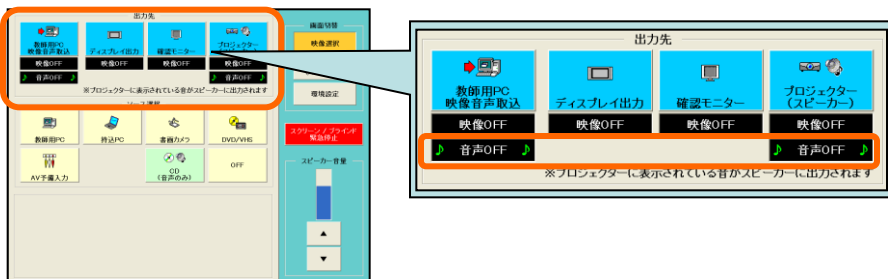 出力先
教師用PC
映像音声取込
ディスプレイ出力
確認モニター
プロジェクター
(スピーカー)
映像OFF
映像OFF
映像OFF
映像OFF
♪ 音声OFF ♪
♪ 音声OFF ♪
※プロジェクターに表示されている音がスピーカーに出力されます
ソース選択
教師用PC
持込PC
書画カメラ
DVD/VHS
AV予備入力
CD
(音声のみ)
OFF
画面切替
映像選択
環境設定
スクリーン / ブラインド
緊急停止
スピーカー音量
出力先
教師用PC
映像音声取込
ディスプレイ出力
確認モニター
プロジェクター
(スピーカー)
映像OFF
映像OFF
映像OFF
映像OFF
♪ 音声OFF ♪
♪ 音声OFF ♪
※プロジェクターに表示されている音がスピーカーに出力されます